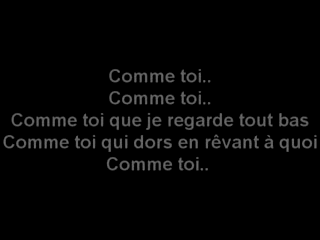 Comme toi..
Comme toi..
Comme toi que je regarde tout bas
Comme toi qui dors en rêvant à quoi
Comme toi..